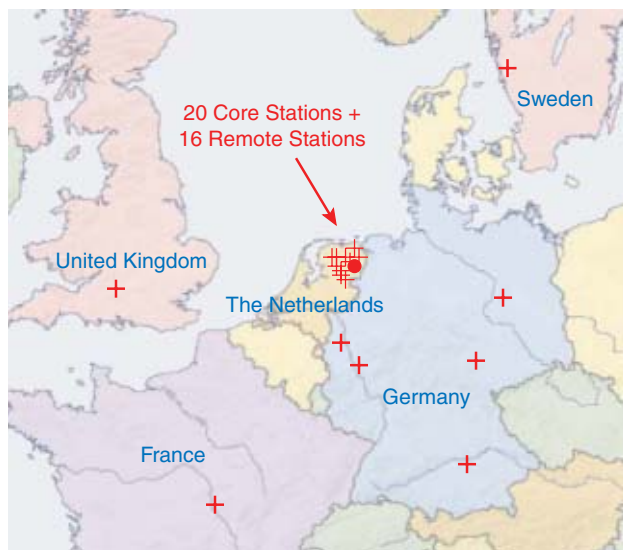 Sweden
20 Core Stations +
16 Remote Stations
United Kingdom
The Netherlands
Germany
France